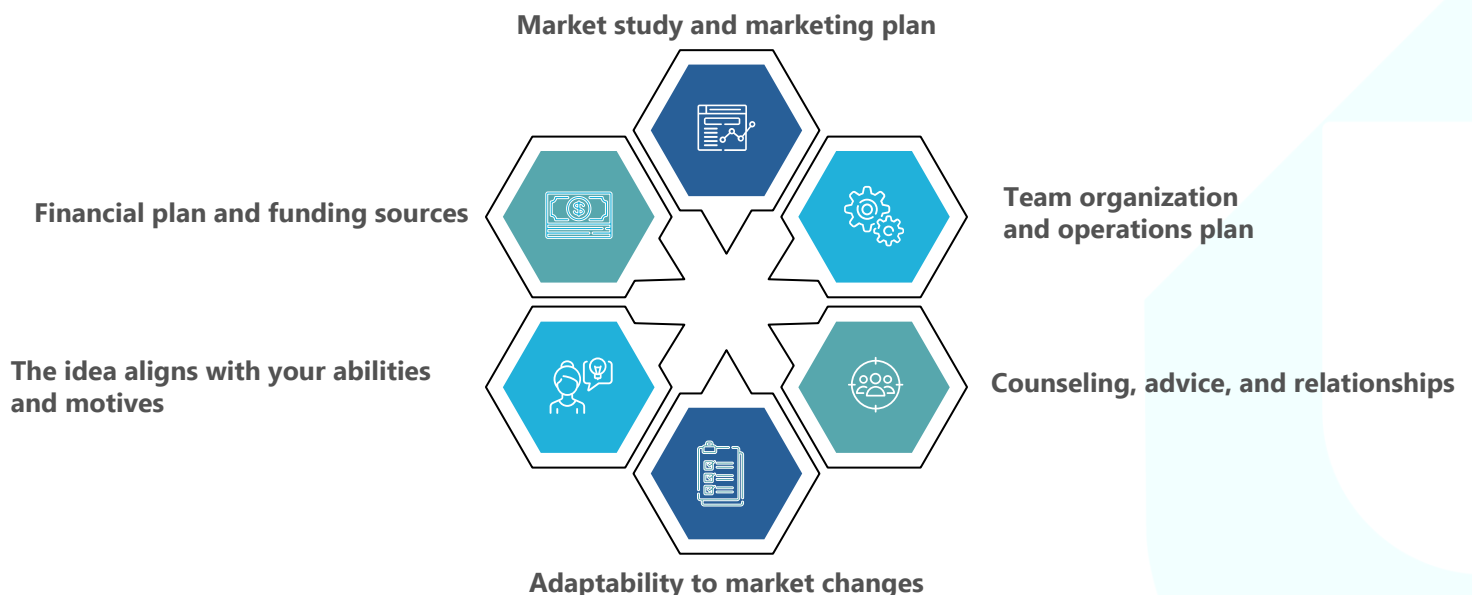 Market study and marketing plan
Financial plan and funding sources
Team organization
and operations plan
The idea aligns with your abilities
and motives
Counseling, advice, and relationships
Adaptability to market changes